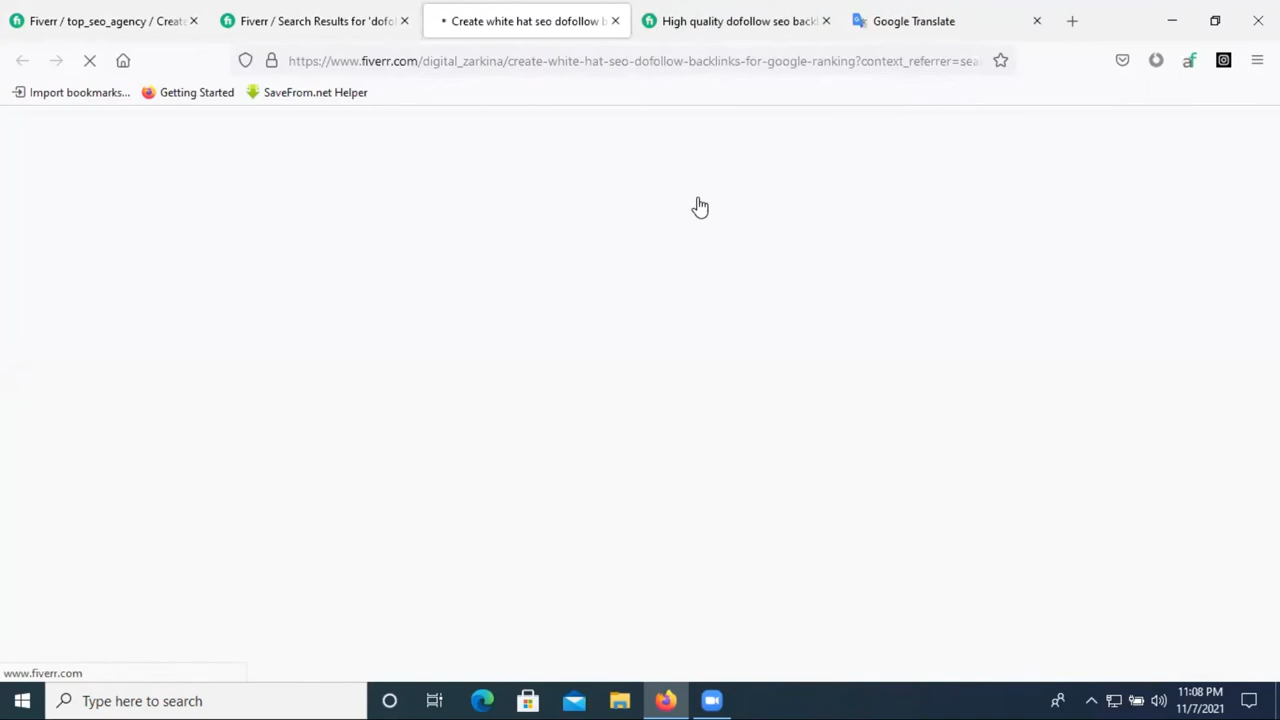 Fiverr / top_seo_agency / Create
Fiverr / Search Results for 'dofol
Create white hat seo dofollow b
High quality dofollow seo backl
Google Translate
https://www.fiverr.com/digital_zarkina/create-white-hat-seo-dofollow-backlinks-for-google-ranking?context_referrer=sea
Import bookmarks...
Getting Started
SaveFrom.net Helper
www.fiverr.com
Type here to search
11:08 PM
11/7/2021